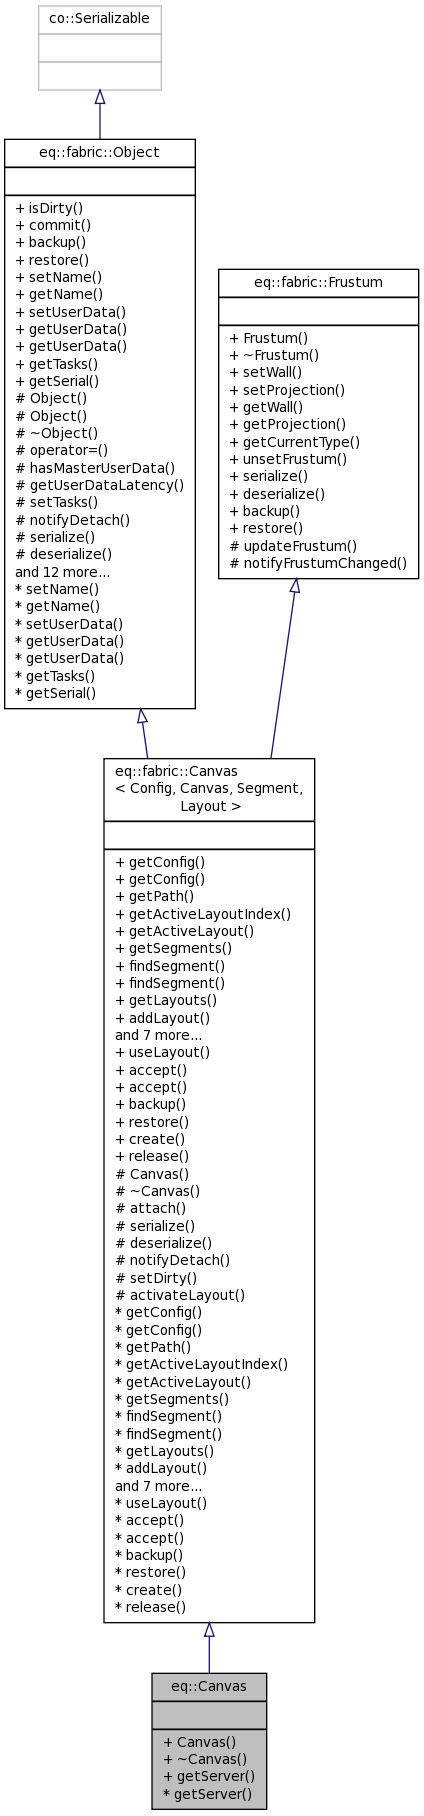 co::Serializable
eq::fabric::Object
+ isDirty()
+ commit()
+ backup()
+ restore()
+ setName()
+ getName()
+ setUserData()
+ getUserData()
+ getUserData()
+ getTasks()
+ getSerial()
# Object()
# Object()
# ~Object()
# operator=()
# hasMasterUserData()
# getUserDataLatency()
# setTasks()
# notifyDetach()
# serialize()
# deserialize()
and 12 more...
* setName()
* getName()
* setUserData()
* getUserData()
* getUserData()
* getTasks()
* getSerial()
eq::fabric::Frustum
+ Frustum()
+ ~Frustum()
+ setWall()
+ setProjection()
+ getWall()
+ getProjection()
+ getCurrentType()
+ unsetFrustum()
+ serialize()
+ deserialize()
+ backup()
+ restore()
# updateFrustum()
# notifyFrustumChanged()
eq::fabric::Canvas
< Config, Canvas, Segment,
Layout >
+ getConfig()
+ getConfig()
+ getPath()
+ getActiveLayoutIndex()
+ getActiveLayout()
+ getSegments()
+ findSegment()
+ findSegment()
+ getLayouts()
+ addLayout()
and 7 more...
+ useLayout()
+ accept()
+ accept()
+ backup()
+ restore()
+ create()
+ release()
# Canvas()
# ~Canvas()
# attach()
# serialize()
# deserialize()
# notifyDetach()
# setDirty()
# activateLayout()
* getConfig()
* getConfig()
* getPath()
* getActiveLayoutIndex()
* getActiveLayout()
* getSegments()
* findSegment()
* findSegment()
* getLayouts()
* addLayout()
and 7 more...
* useLayout()
* accept()
* accept()
* backup()
* restore()
* create()
* release()
eq::Canvas
+ Canvas()
+ ~Canvas()
+ getServer()
* getServer()